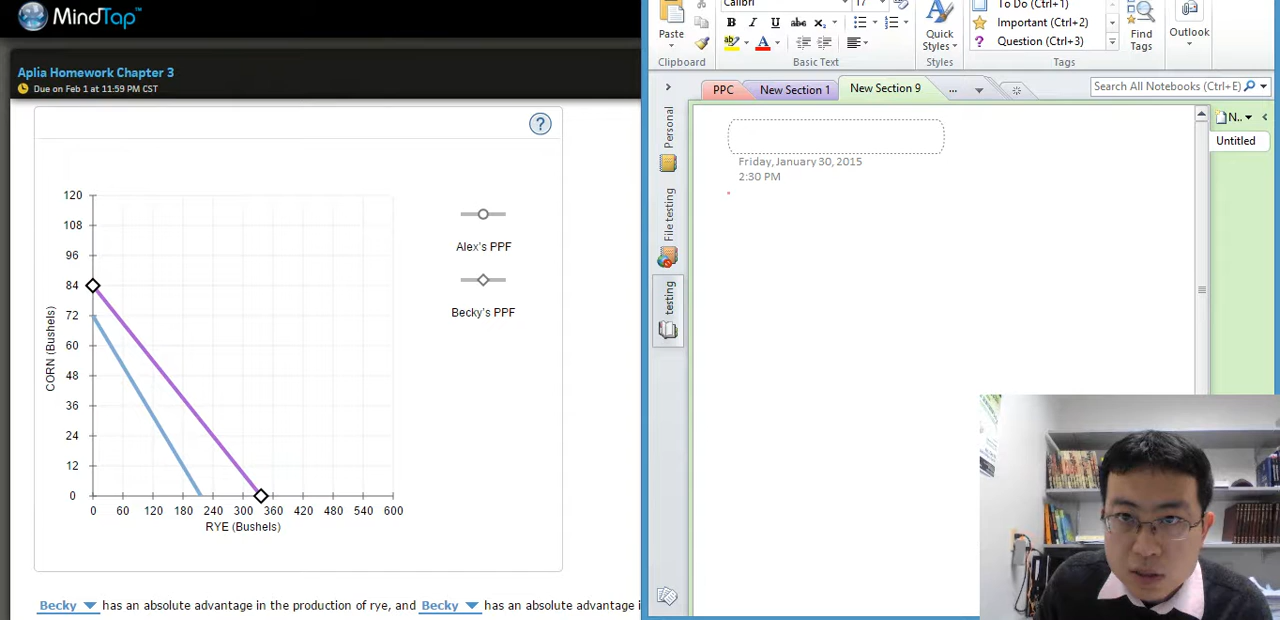 MindTap™
Aplia Homework Chapter 3
Due on Feb 1 at 11:59 PM CST
?
120
108
96
84
72
60
48
36
24
12
0
CORN (Bushels)
0 60 120 180 240 300 360 420 480 540 600
RYE (Bushels)
Alex's PPF
Becky's PPF
Becky has an absolute advantage in the production of rye, and Becky has an absolute advantage i
Calibri 17
Paste
B I U abc x₂
ab A
Clipboard
Basic Text
Quick
Styles
Styles
To Do (Ctrl+1)
Important (Ctrl+2)
? Question (Ctrl+3)
Tags
Find
Tags
Outlook
PPC New Section 1 New Section 9 ...
Search All Notebooks (Ctrl+E)
N..
Untitled
Personal
File testing
testing
Friday, January 30, 2015
2:30 PM